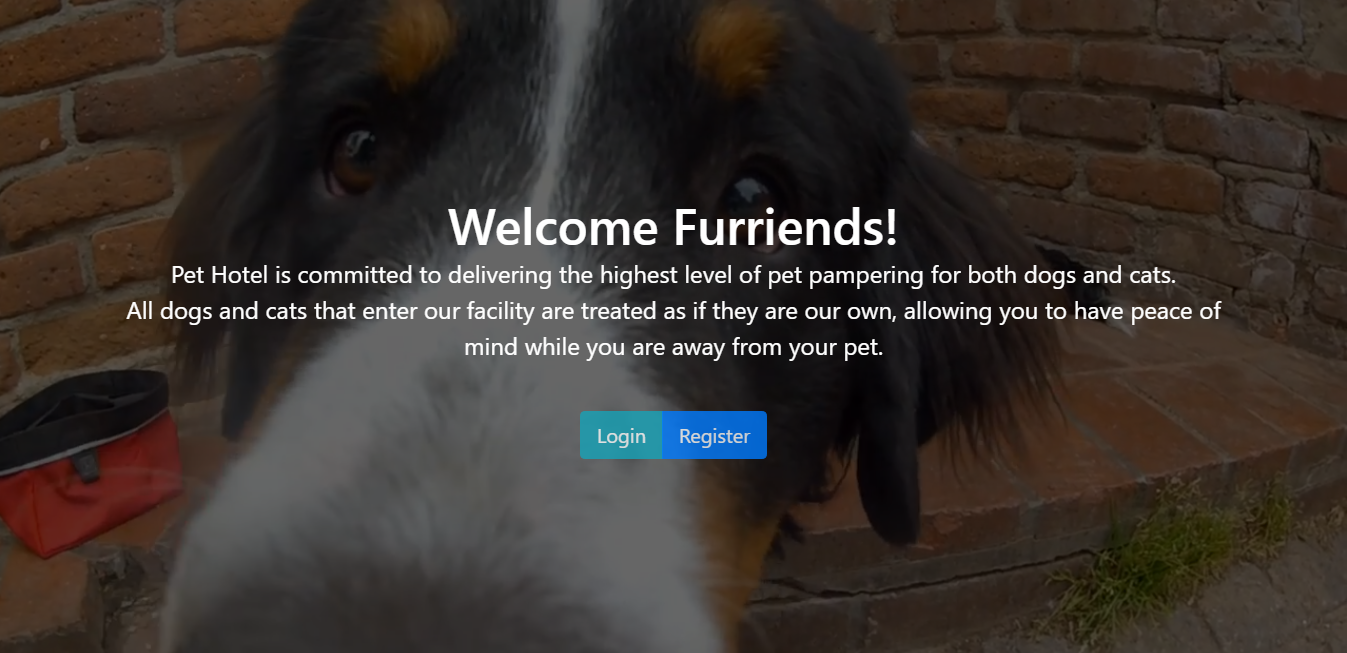 Welcome Furriends!
Pet Hotel is committed to delivering the highest level of pet pampering for both dogs and cats.
All dogs and cats that enter our facility are treated as if they are our own, allowing you to have peace of
mind while you are away from your pet.
Login Register